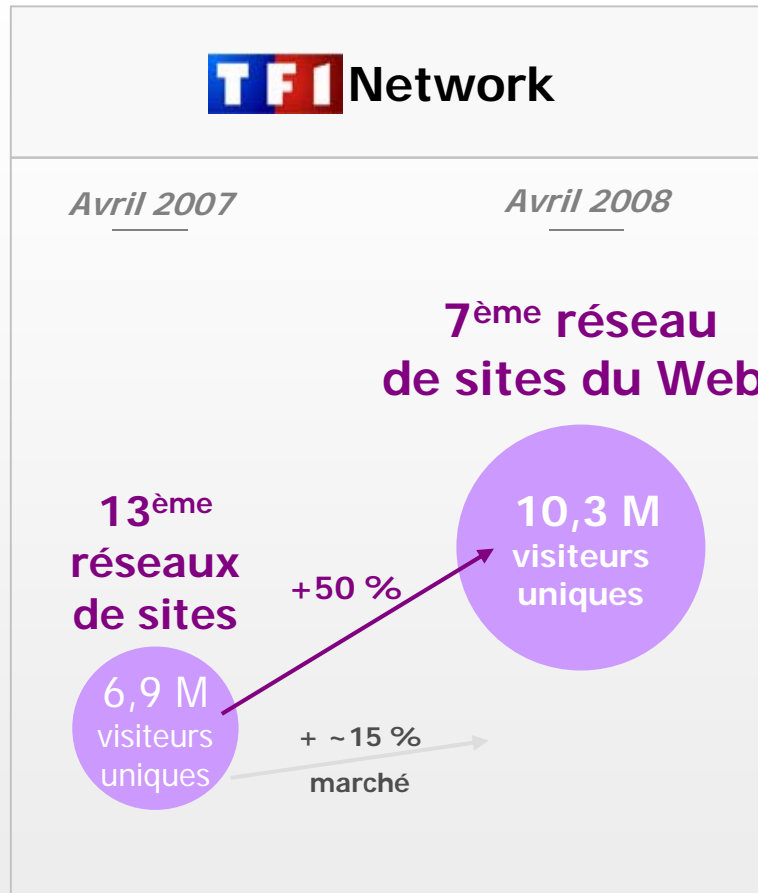 TF1 Network
Avril 2007
Avril 2008
7ème réseau
de sites du Web
13ème
réseaux
de sites
10,3 M
visiteurs
uniques
+50 %
6,9 M
visiteurs
uniques
+ ~15 %
marché